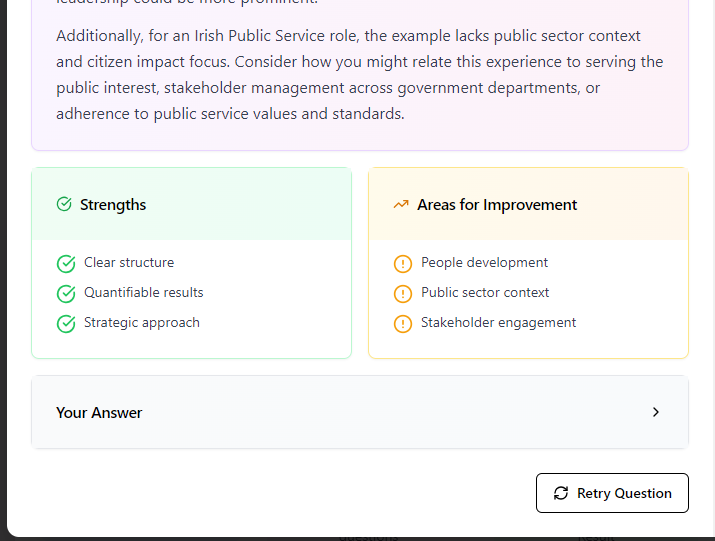 leadership could be more prominent.
Additionally, for an Irish Public Service role, the example lacks public sector context
and citizen impact focus. Consider how you might relate this experience to serving the
public interest, stakeholder management across government departments, or
adherence to public service values and standards.
Strengths
Clear structure
Quantifiable results
Strategic approach
Areas for Improvement
People development
Public sector context
Stakeholder engagement
Your Answer
Retry Question